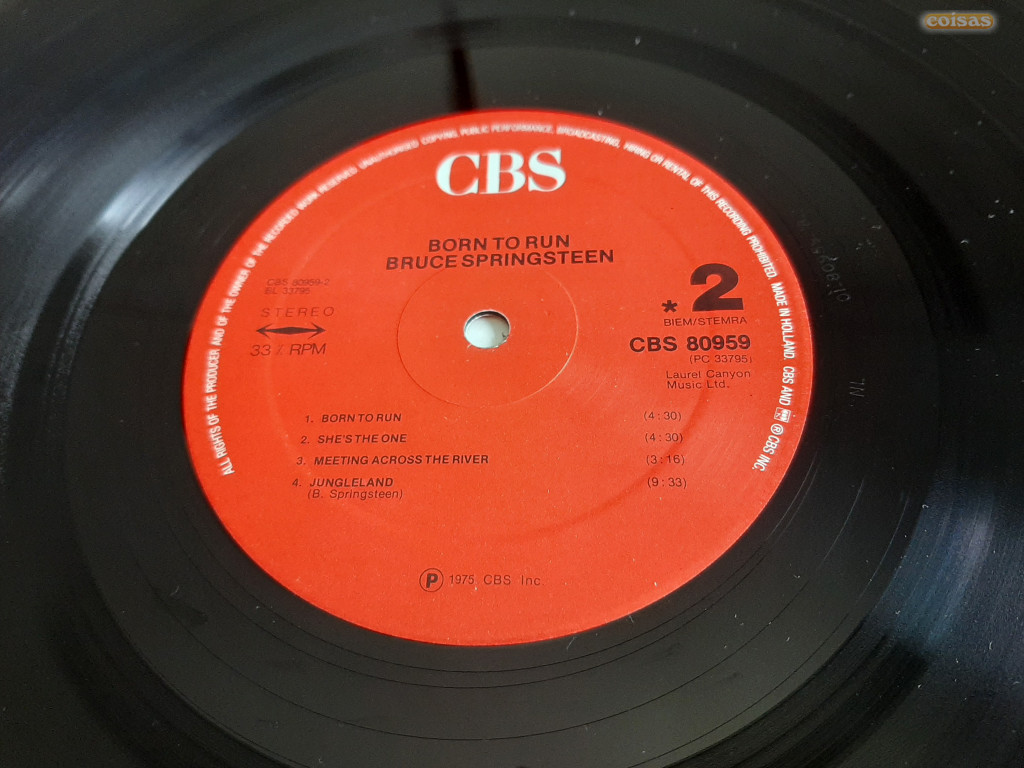 coisas
ALL RIGHTS OF THE PRODUCER AND OF THE OWNER OF THE RECORDED WORK RESERVED. UNAUTHORISED COPYING, PUBLIC PERFORMANCE, BROADCASTING, HIRING OR RENTAL OF THIS RECORDING PROHIBITED. MADE IN HOLLAND. CBS AND ® CBS INC.
CBS
BORN TO RUN
BRUCE SPRINGSTEEN
CBS 80959-2
BL 33795
STEREO
33⅓ RPM
* 2
BIEM/STEMRA
CBS 80959
(PC 33795)
Laurel Canyon
Music Ltd.
1. BORN TO RUN (4:30)
2. SHE'S THE ONE (4:30)
3. MEETING ACROSS THE RIVER (3:16)
4. JUNGLELAND (9:33)
(B. Springsteen)
℗ 1975 CBS Inc.